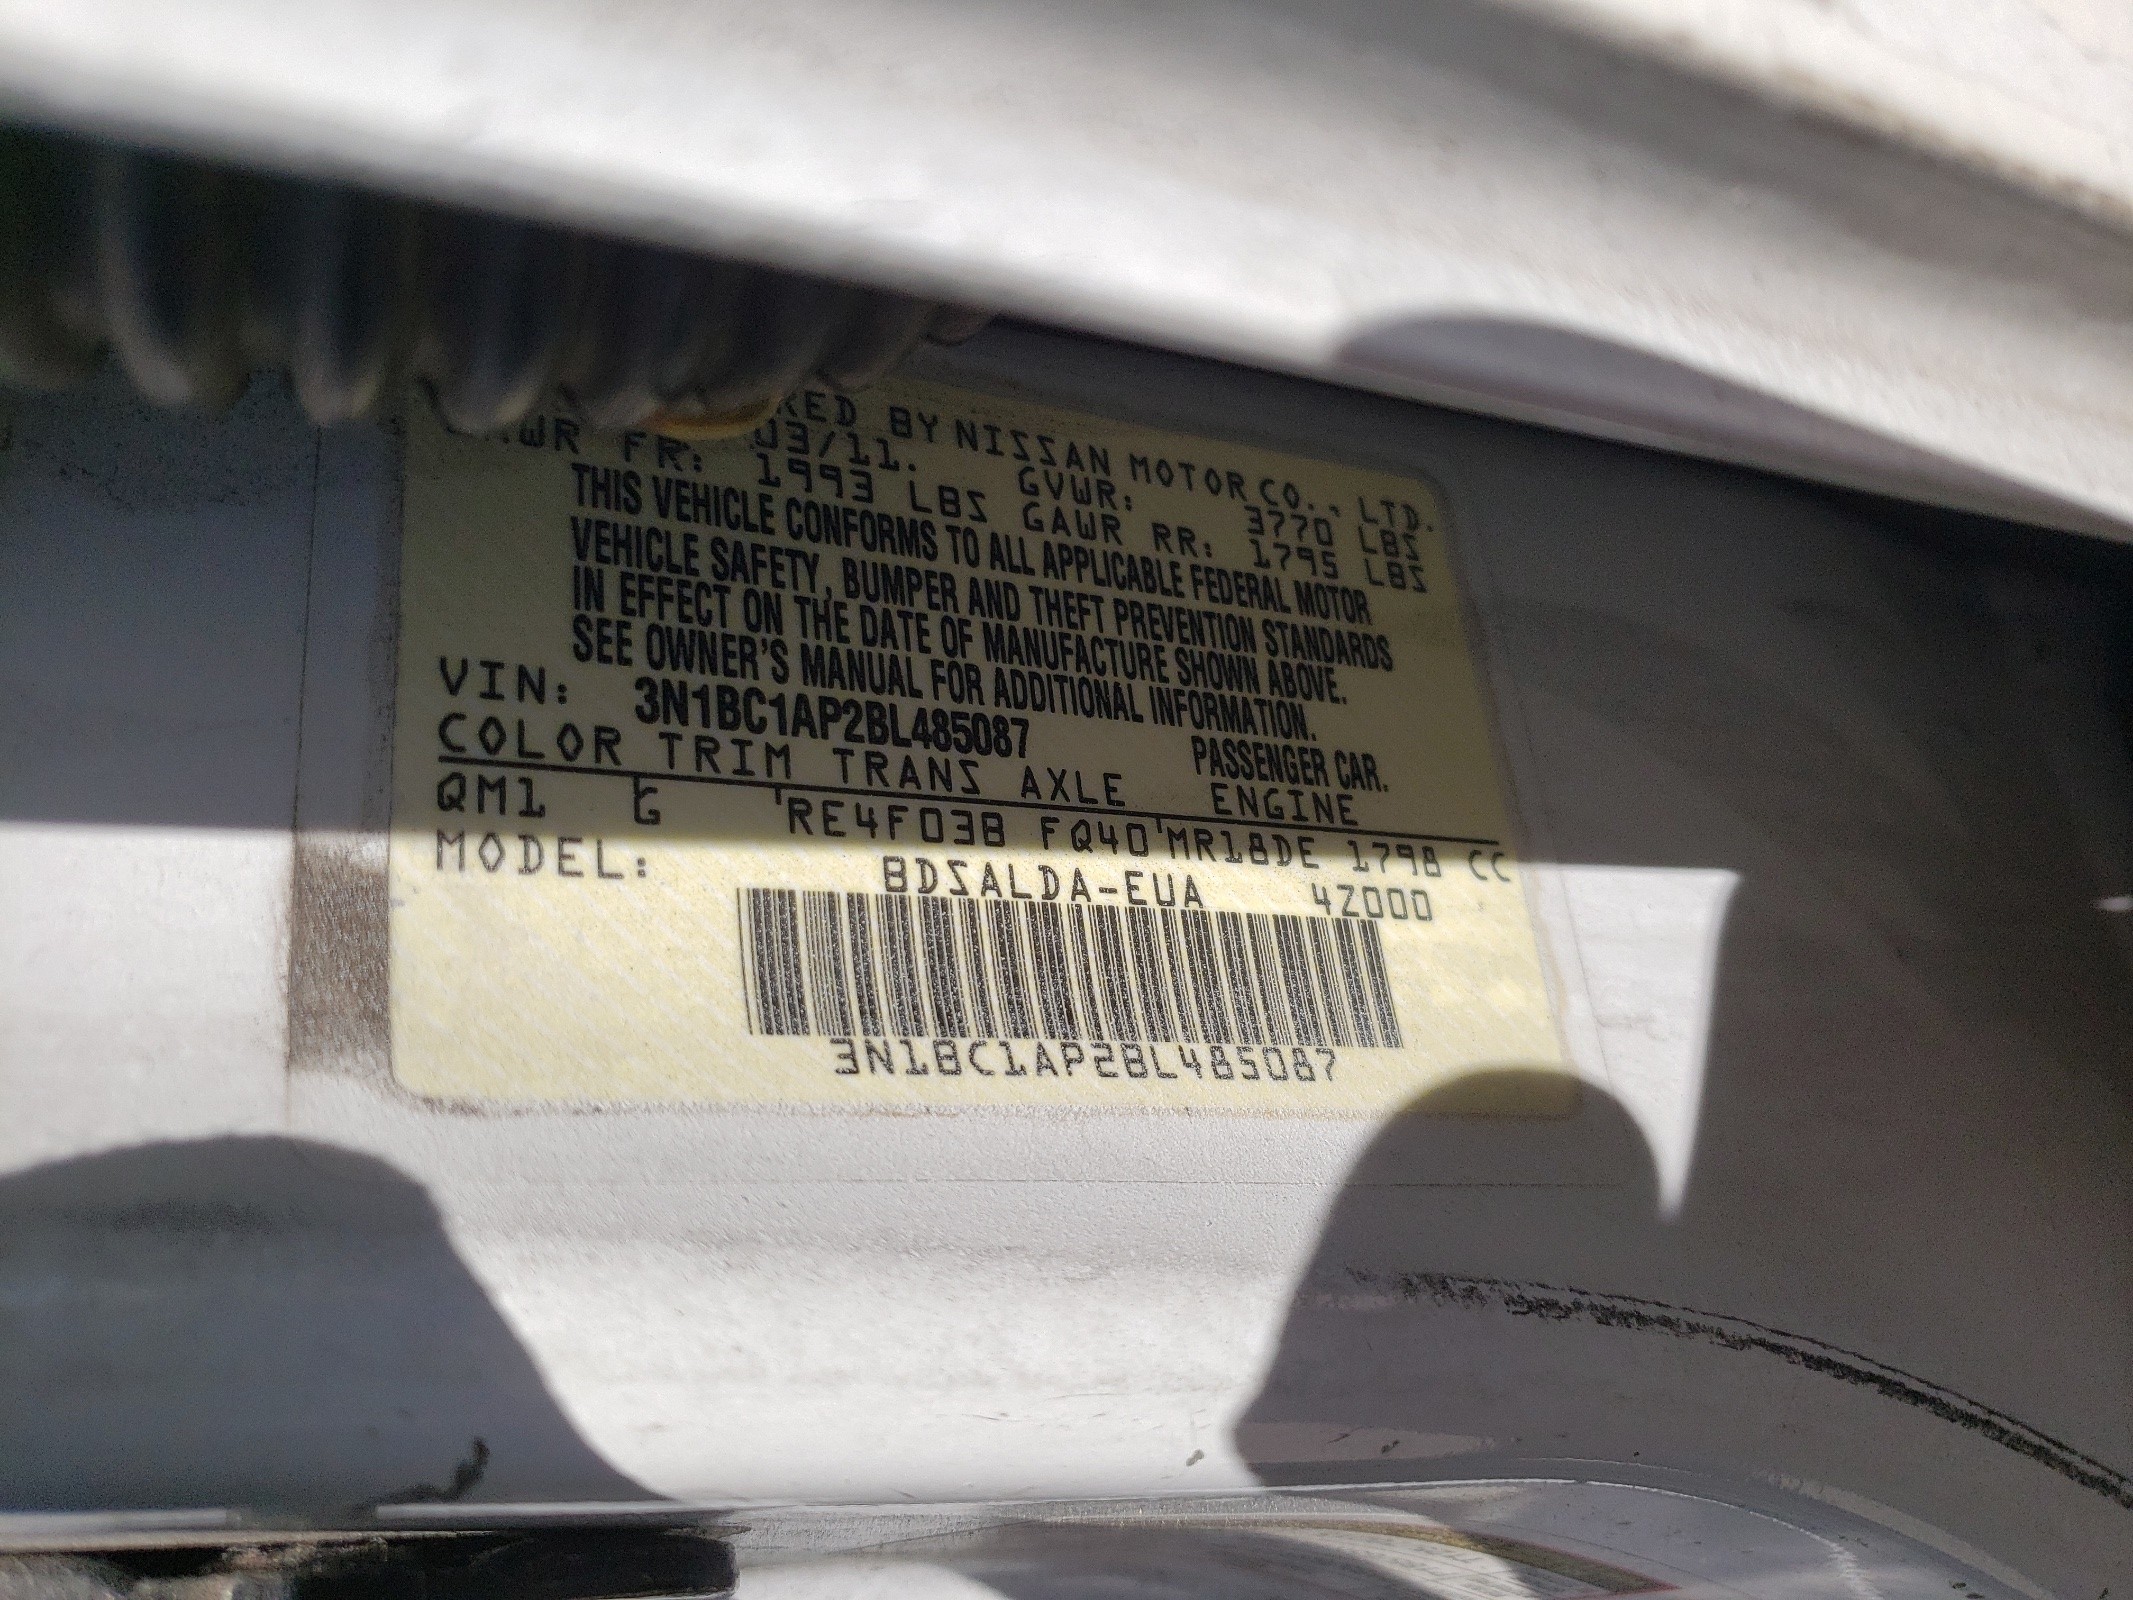 BY NISSAN MOTOR CO., LTD.
03/11. GVWR: 3770 LBS
GAWR FR: 1993 LBS GAWR RR: 1795 LBS
THIS VEHICLE CONFORMS TO ALL APPLICABLE FEDERAL MOTOR
VEHICLE SAFETY, BUMPER AND THEFT PREVENTION STANDARDS
IN EFFECT ON THE DATE OF MANUFACTURE SHOWN ABOVE.
SEE OWNER'S MANUAL FOR ADDITIONAL INFORMATION.
VIN: 3N1BC1AP2BL485087 PASSENGER CAR.
COLOR TRIM TRANS AXLE ENGINE
QM1 G RE4F03B FQ40 MR18DE 1798 CC
MODEL: BDSALDA-EUA 4Z000
3N1BC1AP2BL485087